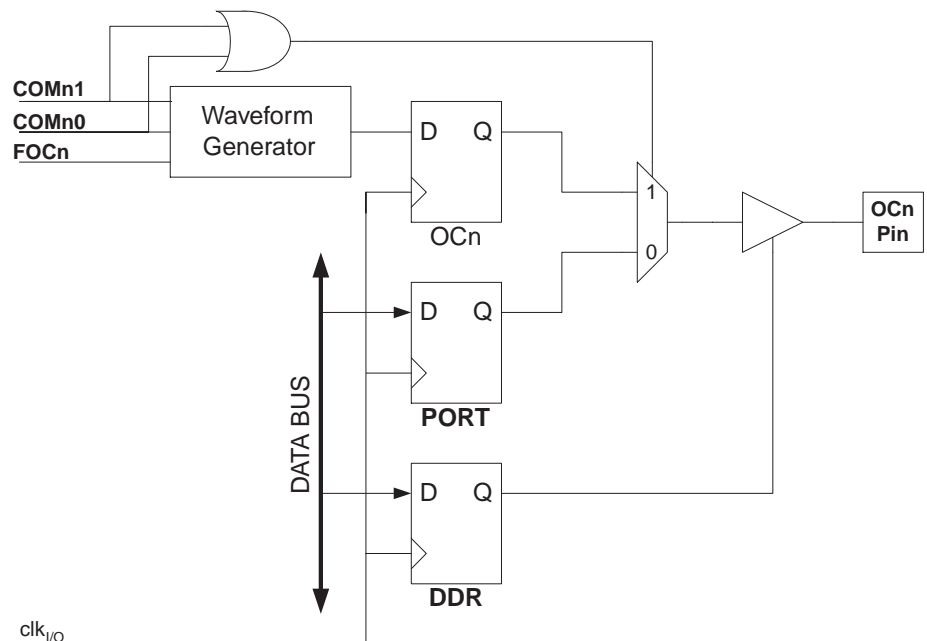 COMn1
COMn0
FOCn
Waveform
Generator
D Q
OCn
1
0
OCn
Pin
D Q
PORT
DATA BUS
D Q
DDR
clkI/O